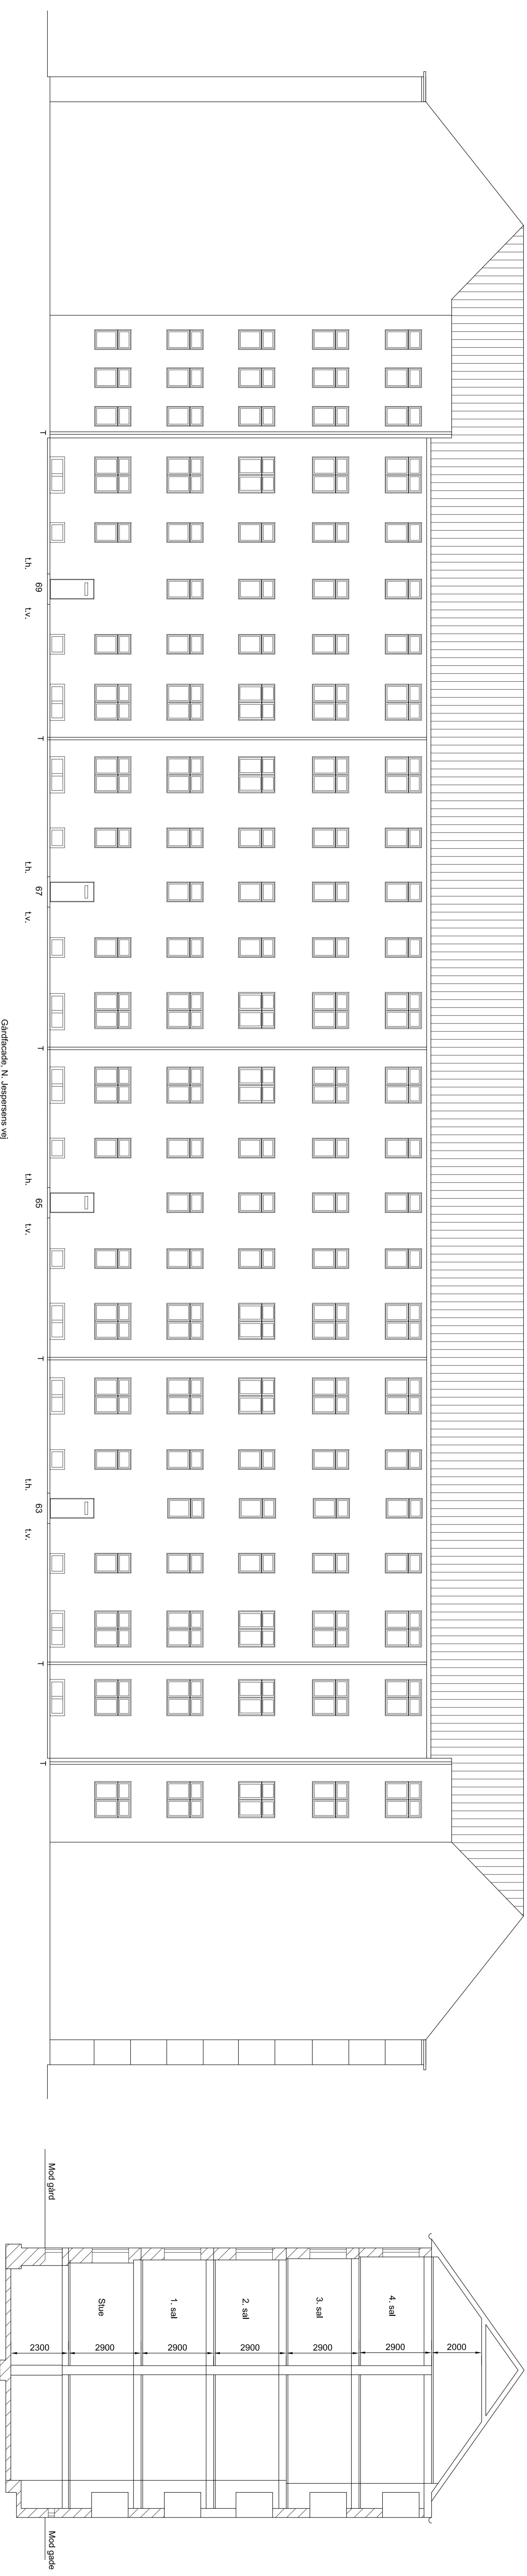 T
t.h. 69 t.v.
T
t.h. 67 t.v.
T
t.h. 65 t.v.
T
t.h. 63 t.v.
T
T
Gårdfacade, N. Jespersens vej
4. sal
3. sal
2. sal
1. sal
Stue
2000
2900
2900
2900
2900
2900
2300
Mod gård
Mod gade